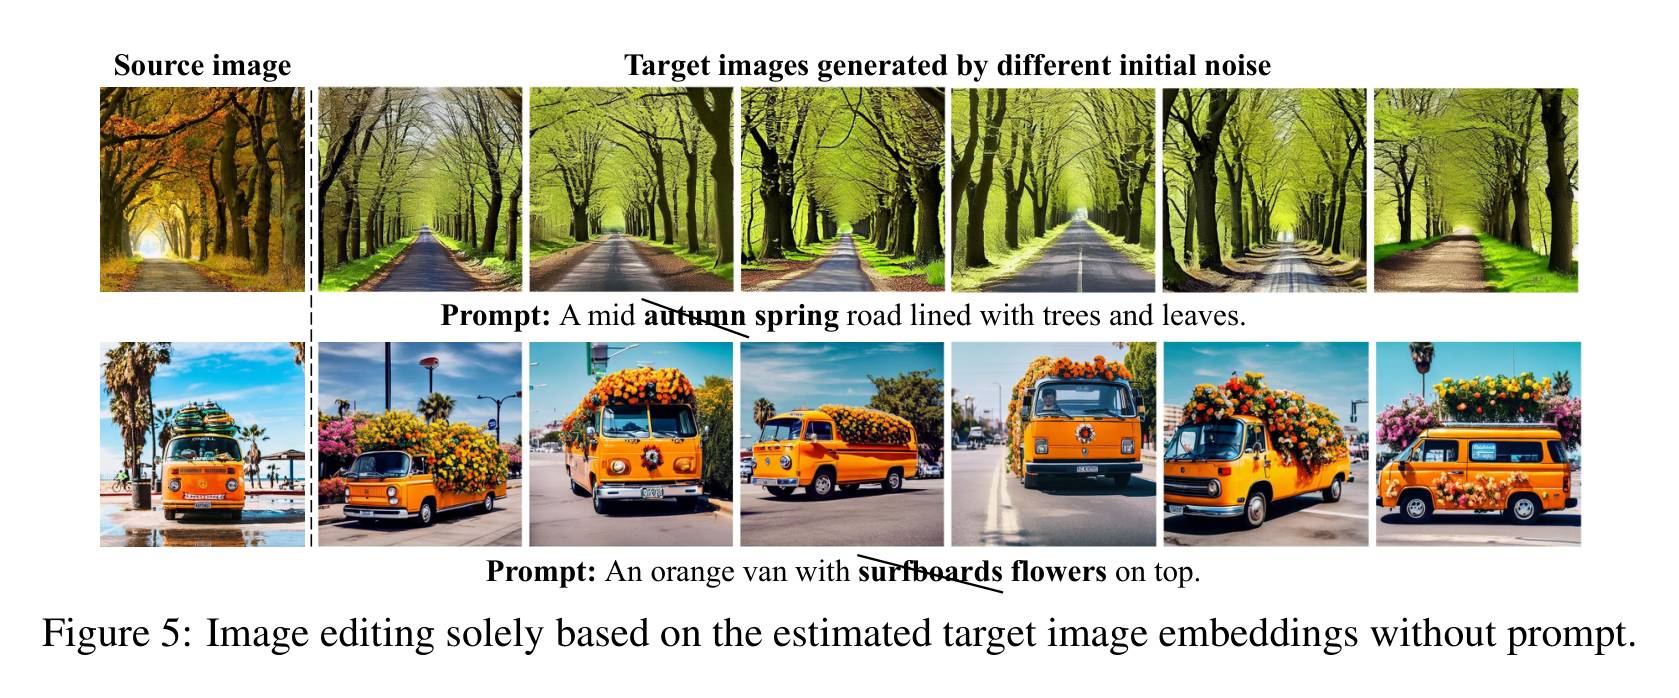 Source image
Target images generated by different initial noise
Prompt: A mid autumn spring road lined with trees and leaves.
Prompt: An orange van with surfboards flowers on top.
Figure 5: Image editing solely based on the estimated target image embeddings without prompt.